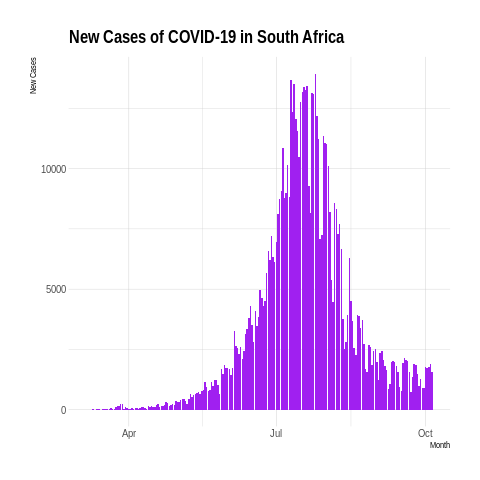 New Cases of COVID-19 in South Africa
New Cases
10000
5000
0
Apr
Jul
Oct
Month